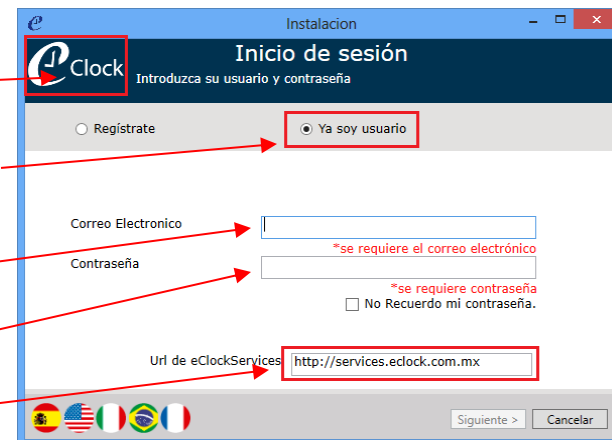 Instalacion
eClock
Inicio de sesión
Introduzca su usuario y contraseña
Regístrate
Ya soy usuario
Correo Electronico
*se requiere el correo electrónico
Contraseña
*se requiere contraseña
No Recuerdo mi contraseña.
Url de eClockServices
http://services.eclock.com.mx
Siguiente >
Cancelar